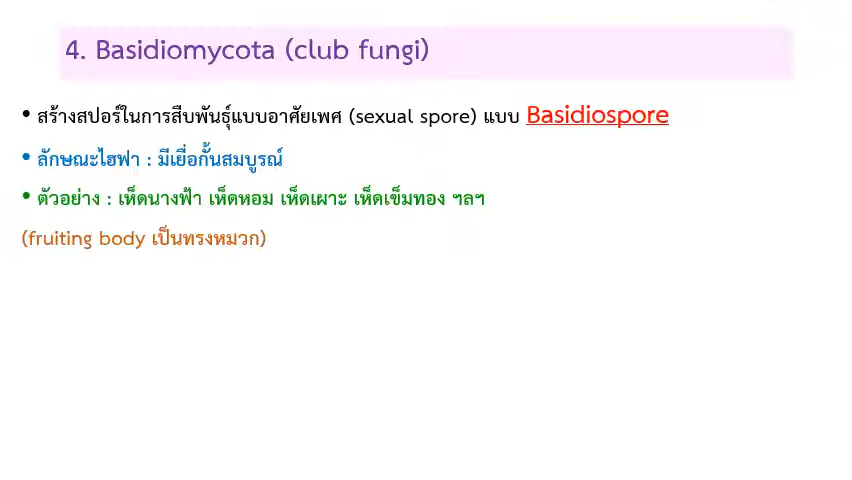 4. Basidiomycota (club fungi)
• สร้างสปอร์ในการสืบพันธุ์แบบอาศัยเพศ (sexual spore) แบบ Basidiospore
• ลักษณะไฮฟา : มีเยื่อกั้นสมบูรณ์
• ตัวอย่าง : เห็ดนางฟ้า เห็ดหอม เห็ดเผาะ เห็ดเข็มทอง ฯลฯ
(fruiting body เป็นทรงหมวก)